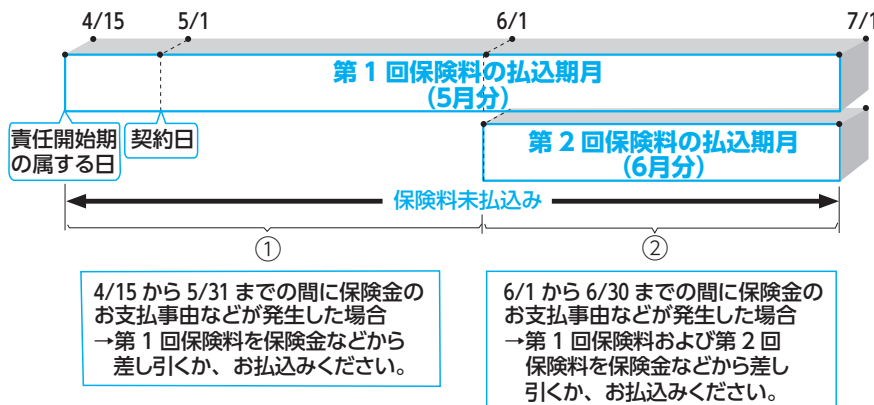 4/15
5/1
6/1
7/1
第1回保険料の払込期月
(5月分)
責任開始期
の属する日
契約日
第2回保険料の払込期月
(6月分)
保険料未払込み
①
②
4/15 から 5/31 までの間に保険金の
お支払事由などが発生した場合
→第1回保険料を保険金などから
差し引くか、お払込みください。
6/1 から 6/30 までの間に保険金の
お支払事由などが発生した場合
→第1回保険料および第2回
保険料を保険金などから差し
引くか、お払込みください。